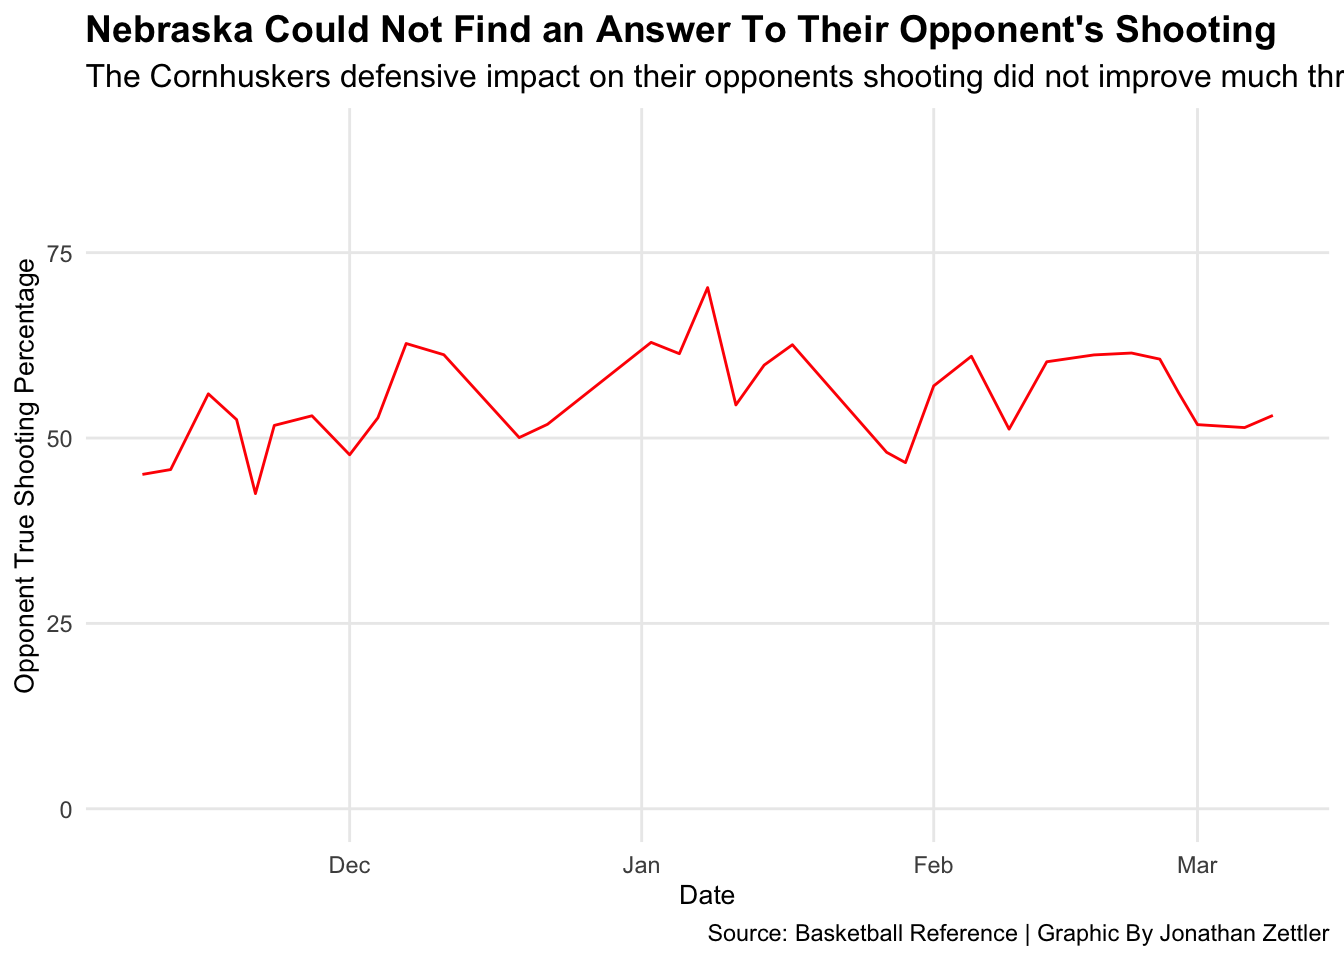 Nebraska Could Not Find an Answer To Their Opponent's Shooting
The Cornhuskers defensive impact on their opponents shooting did not improve much
Opponent True Shooting Percentage
75
50
25
0
Dec Jan Feb Mar
Date
Source: Basketball Reference | Graphic By Jonathan Zettler